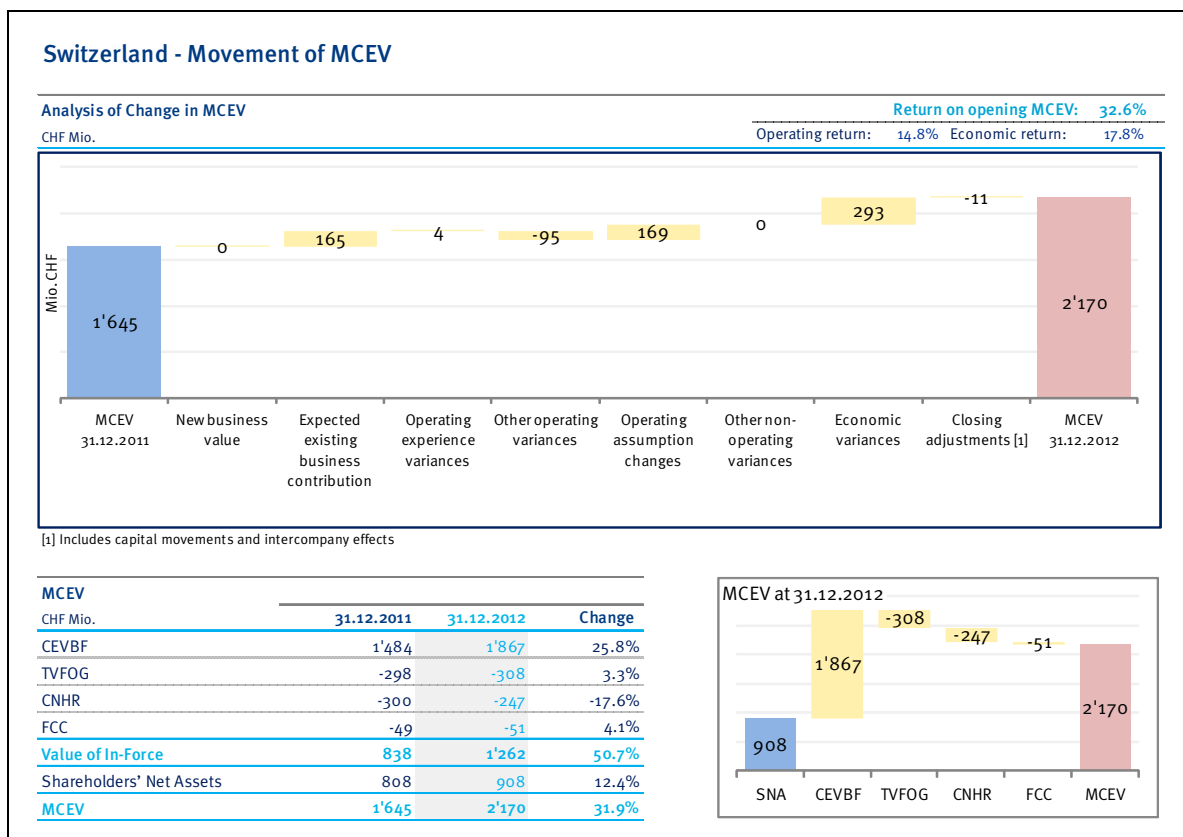 Switzerland - Movement of MCEV
Analysis of Change in MCEV
Return on opening MCEV: 32.6%
CHF Mio.
Operating return: 14.8% Economic return: 17.8%
Mio. CHF
1'645
0
165
4
-95
169
0
293
-11
2'170
MCEV 31.12.2011
New business value
Expected existing business contribution
Operating experience variances
Other operating variances
Operating assumption changes
Other non-operating variances
Economic variances
Closing adjustments [1]
MCEV 31.12.2012
[1] Includes capital movements and intercompany effects
MCEV
CHF Mio. 31.12.2011 31.12.2012 Change
CEVBF 1'484 1'867 25.8%
TVFOG -298 -308 3.3%
CNHR -300 -247 -17.6%
FCC -49 -51 4.1%
Value of In-Force 838 1'262 50.7%
Shareholders' Net Assets 808 908 12.4%
MCEV 1'645 2'170 31.9%
MCEV at 31.12.2012
908
1'867
-308
-247
-51
2'170
SNA CEVBF TVFOG CNHR FCC MCEV